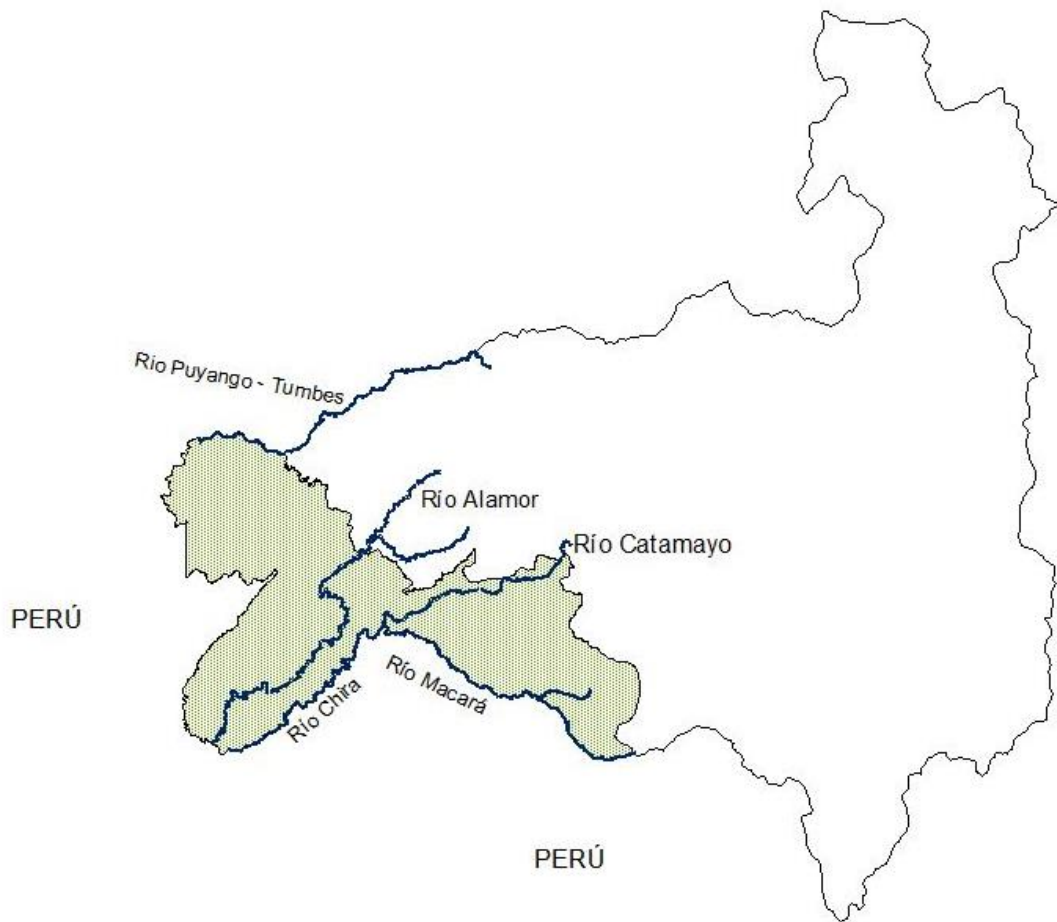 Río Puyango - Tumbes
Río Alamor
Río Catamayo
PERÚ
Río Macará
Río Chira
PERÚ